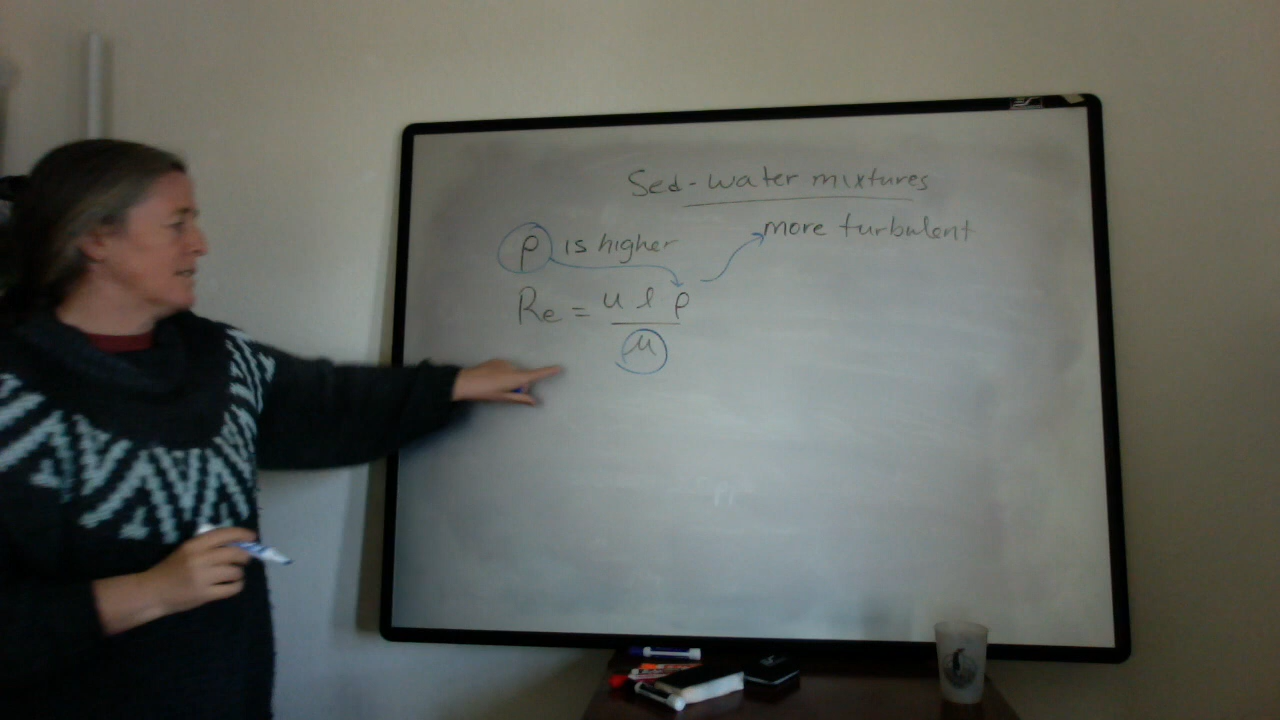 Sed-water mixtures
ρ is higher
more turbulent
Re = u l ρ
μ